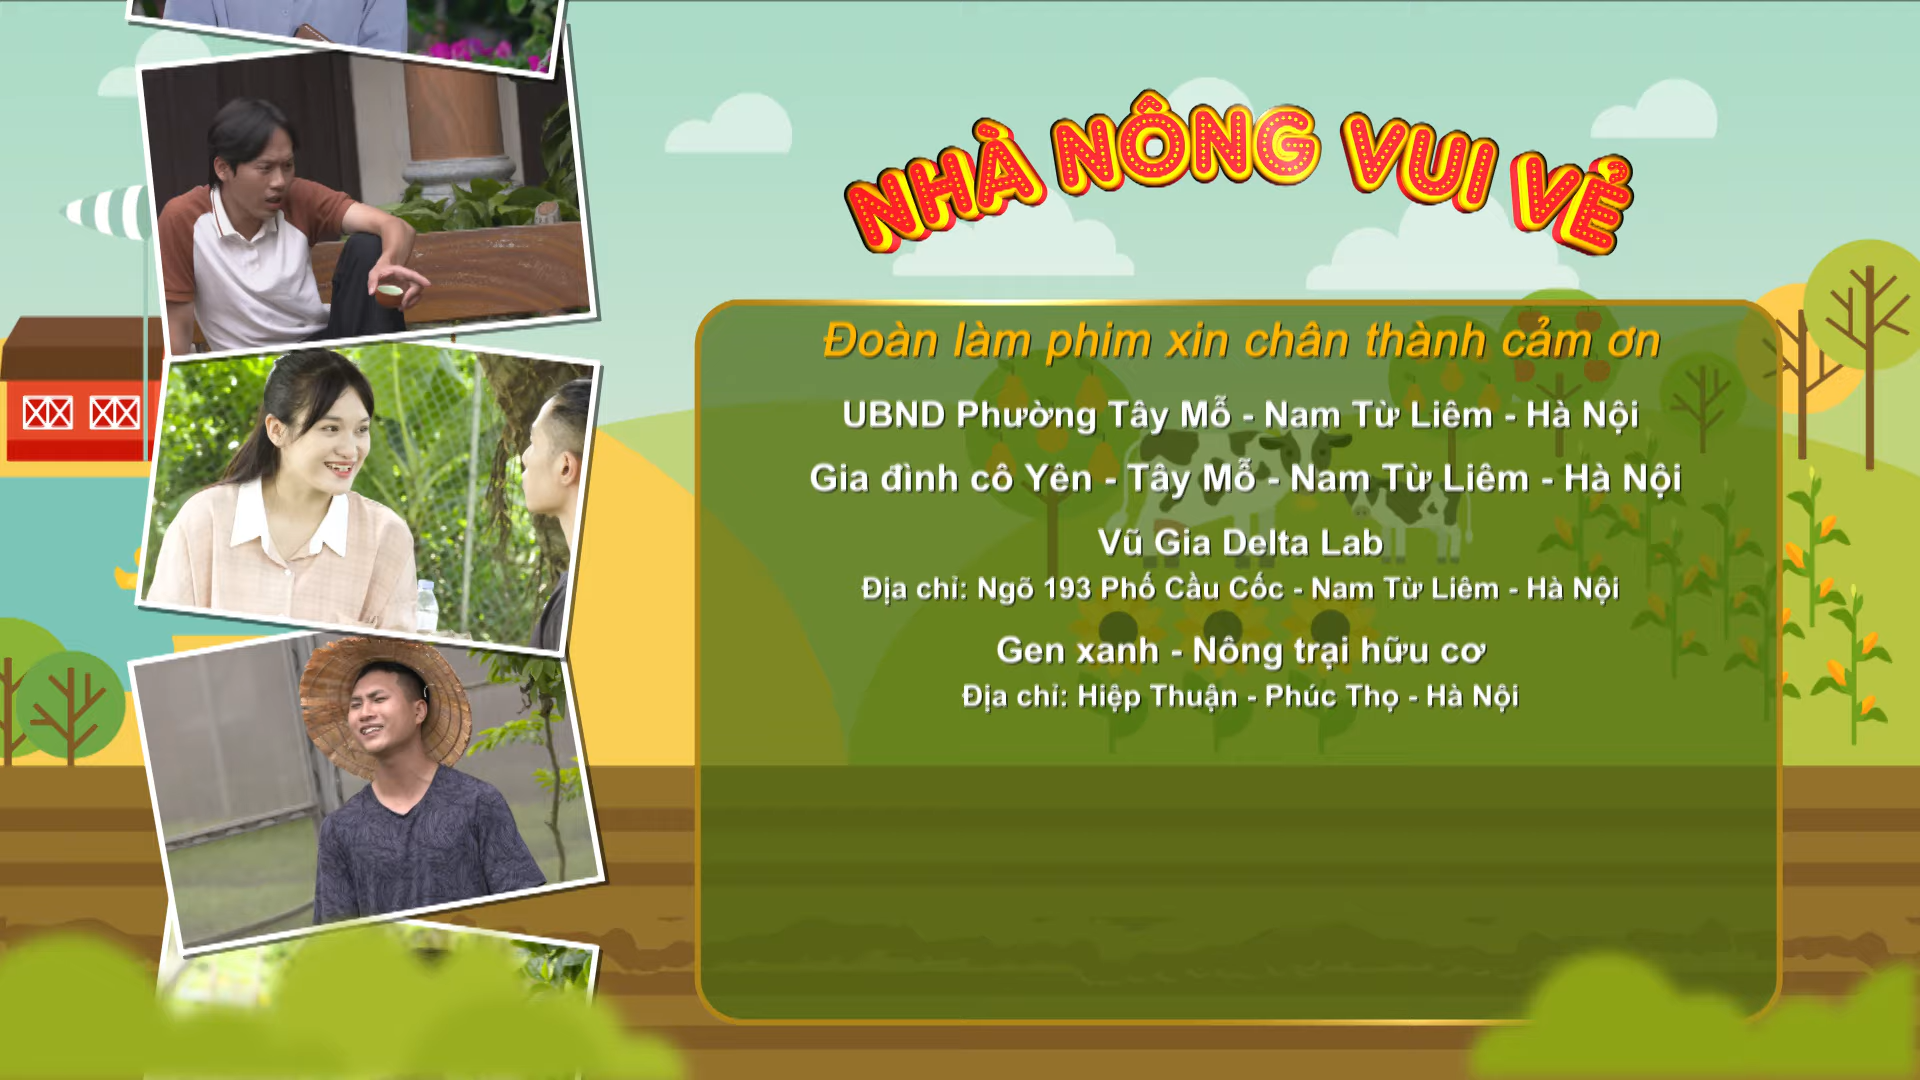 NHÀ NÔNG VUI VẺ
Đoàn làm phim xin chân thành cảm ơn
UBND Phường Tây Mỗ - Nam Từ Liêm - Hà Nội
Gia đình cô Yên - Tây Mỗ - Nam Từ Liêm - Hà Nội
Vũ Gia Delta Lab
Địa chỉ: Ngõ 193 Phố Cầu Cốc - Nam Từ Liêm - Hà Nội
Gen xanh - Nông trại hữu cơ
Địa chỉ: Hiệp Thuận - Phúc Thọ - Hà Nội